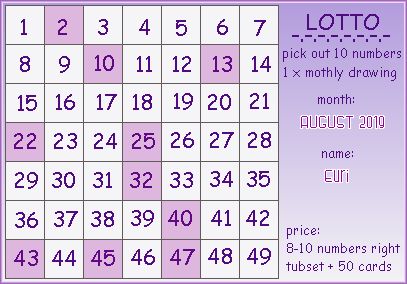 1 2 3 4 5 6 7
8 9 10 11 12 13 14
15 16 17 18 19 20 21
22 23 24 25 26 27 28
29 30 31 32 33 34 35
36 37 38 39 40 41 42
43 44 45 46 47 48 49
LOTTO
pick out 10 numbers
1 x mothly drawing
month:
AUGUST 2019
name:
Euri
price:
8-10 numbers right
tubset + 50 cards